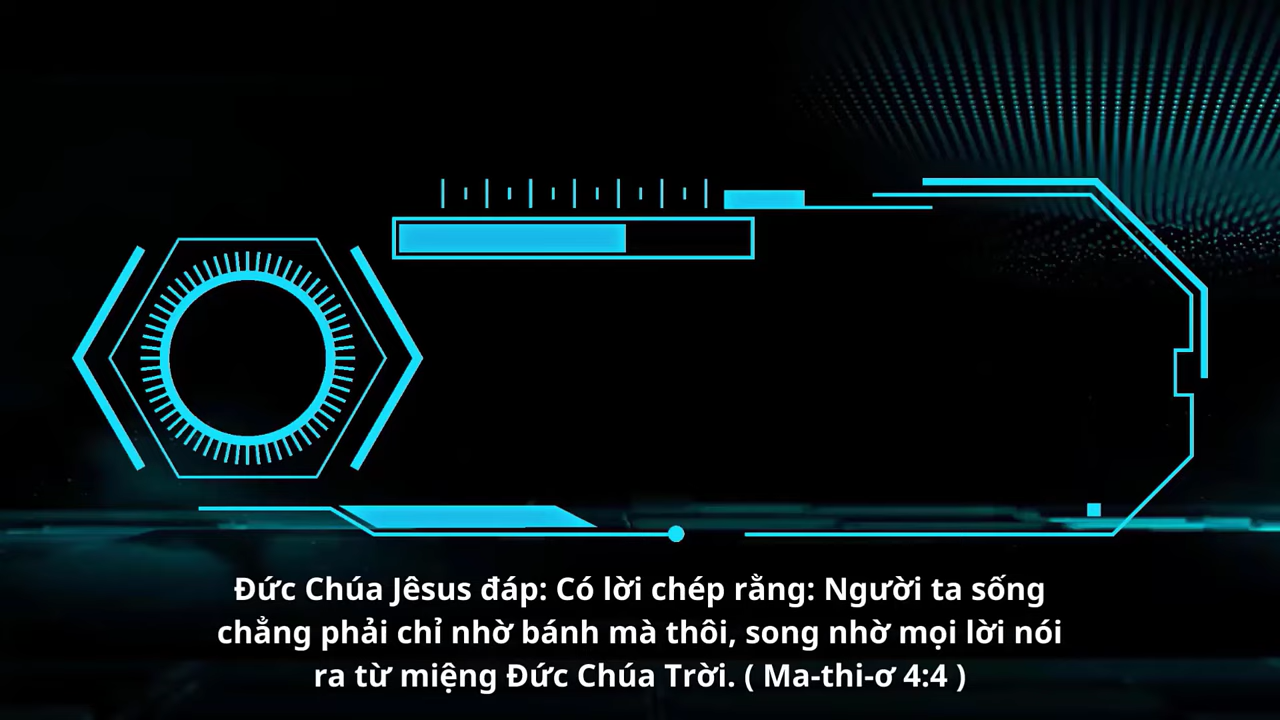 Đức Chúa Jêsus đáp: Có lời chép rằng: Người ta sống
chẳng phải chỉ nhờ bánh mà thôi, song nhờ mọi lời nói
ra từ miệng Đức Chúa Trời. ( Ma-thi-ơ 4:4 )